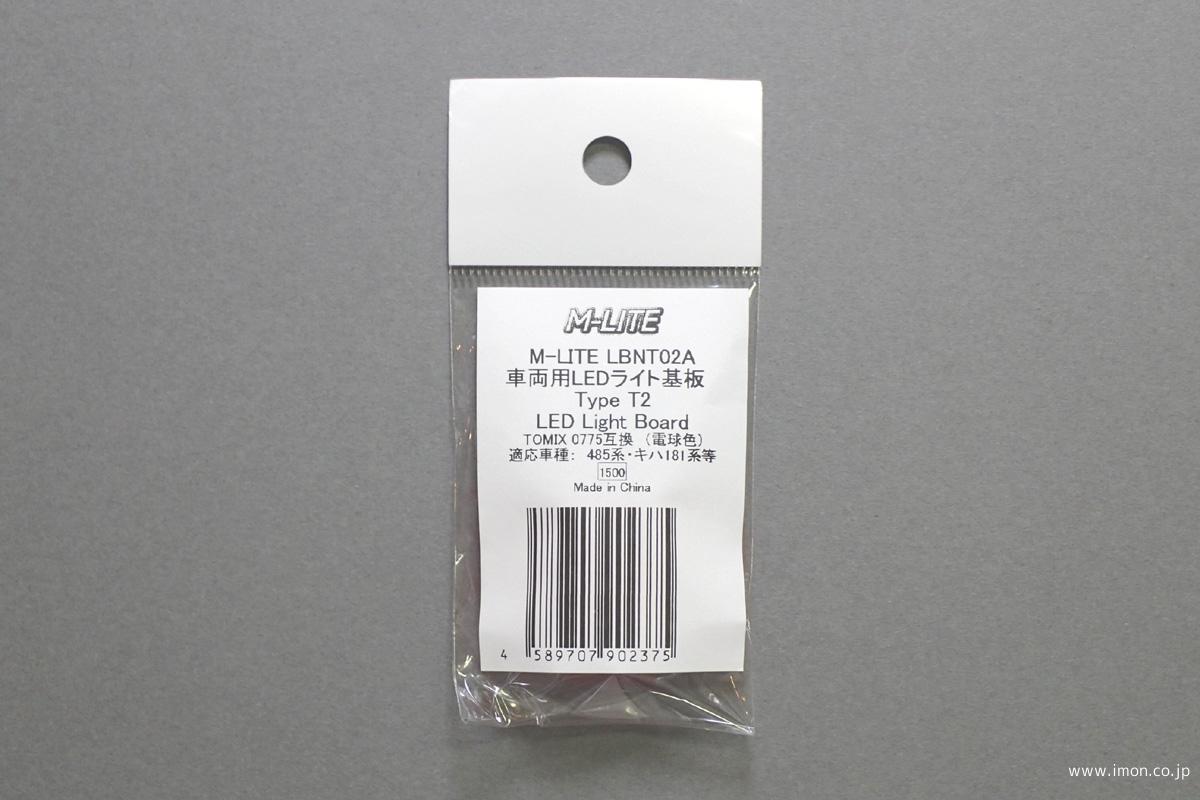 M-LITE
M-LITE LBNT02A
車両用LEDライト基板
Type T2
LED Light Board
TOMIX 0775互換 （電球色）
適応車種： 485系・キハ181系等
1500
Made in China
4 589707 902375
www.imon.co.jp